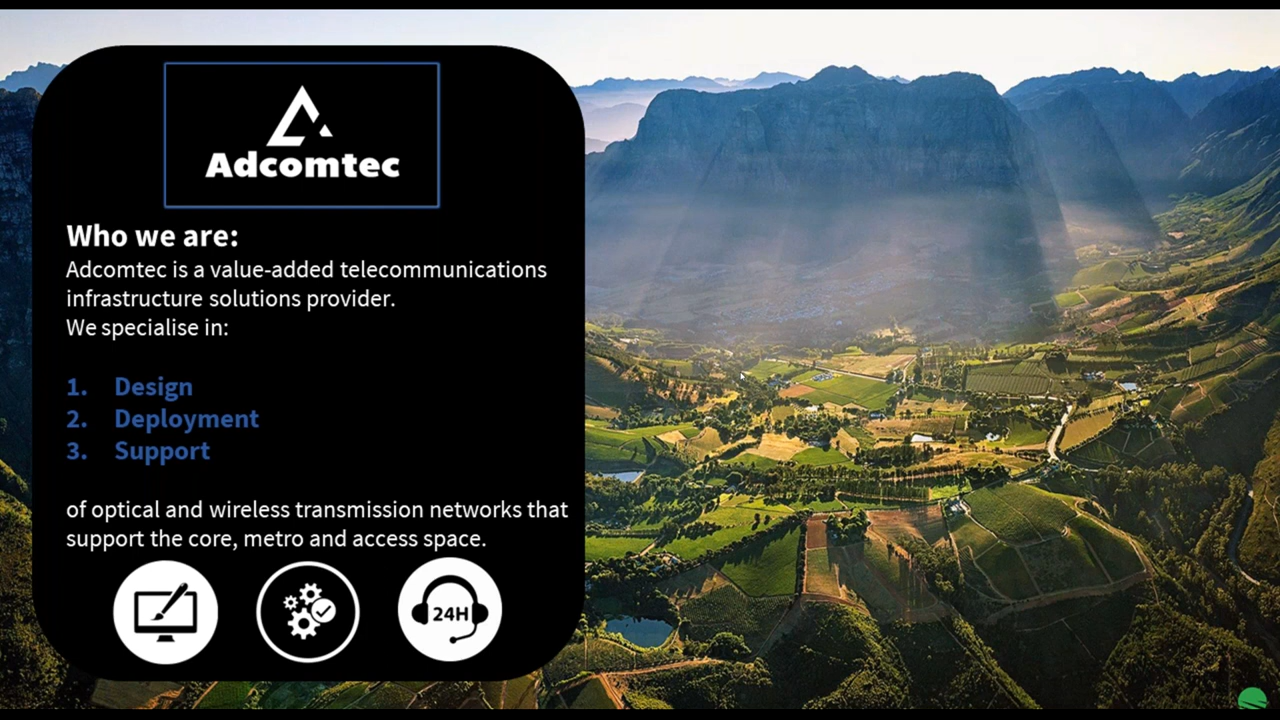 Adcomtec
Who we are:
Adcomtec is a value-added telecommunications
infrastructure solutions provider.
We specialise in:
1. Design
2. Deployment
3. Support
of optical and wireless transmission networks that
support the core, metro and access space.
24H